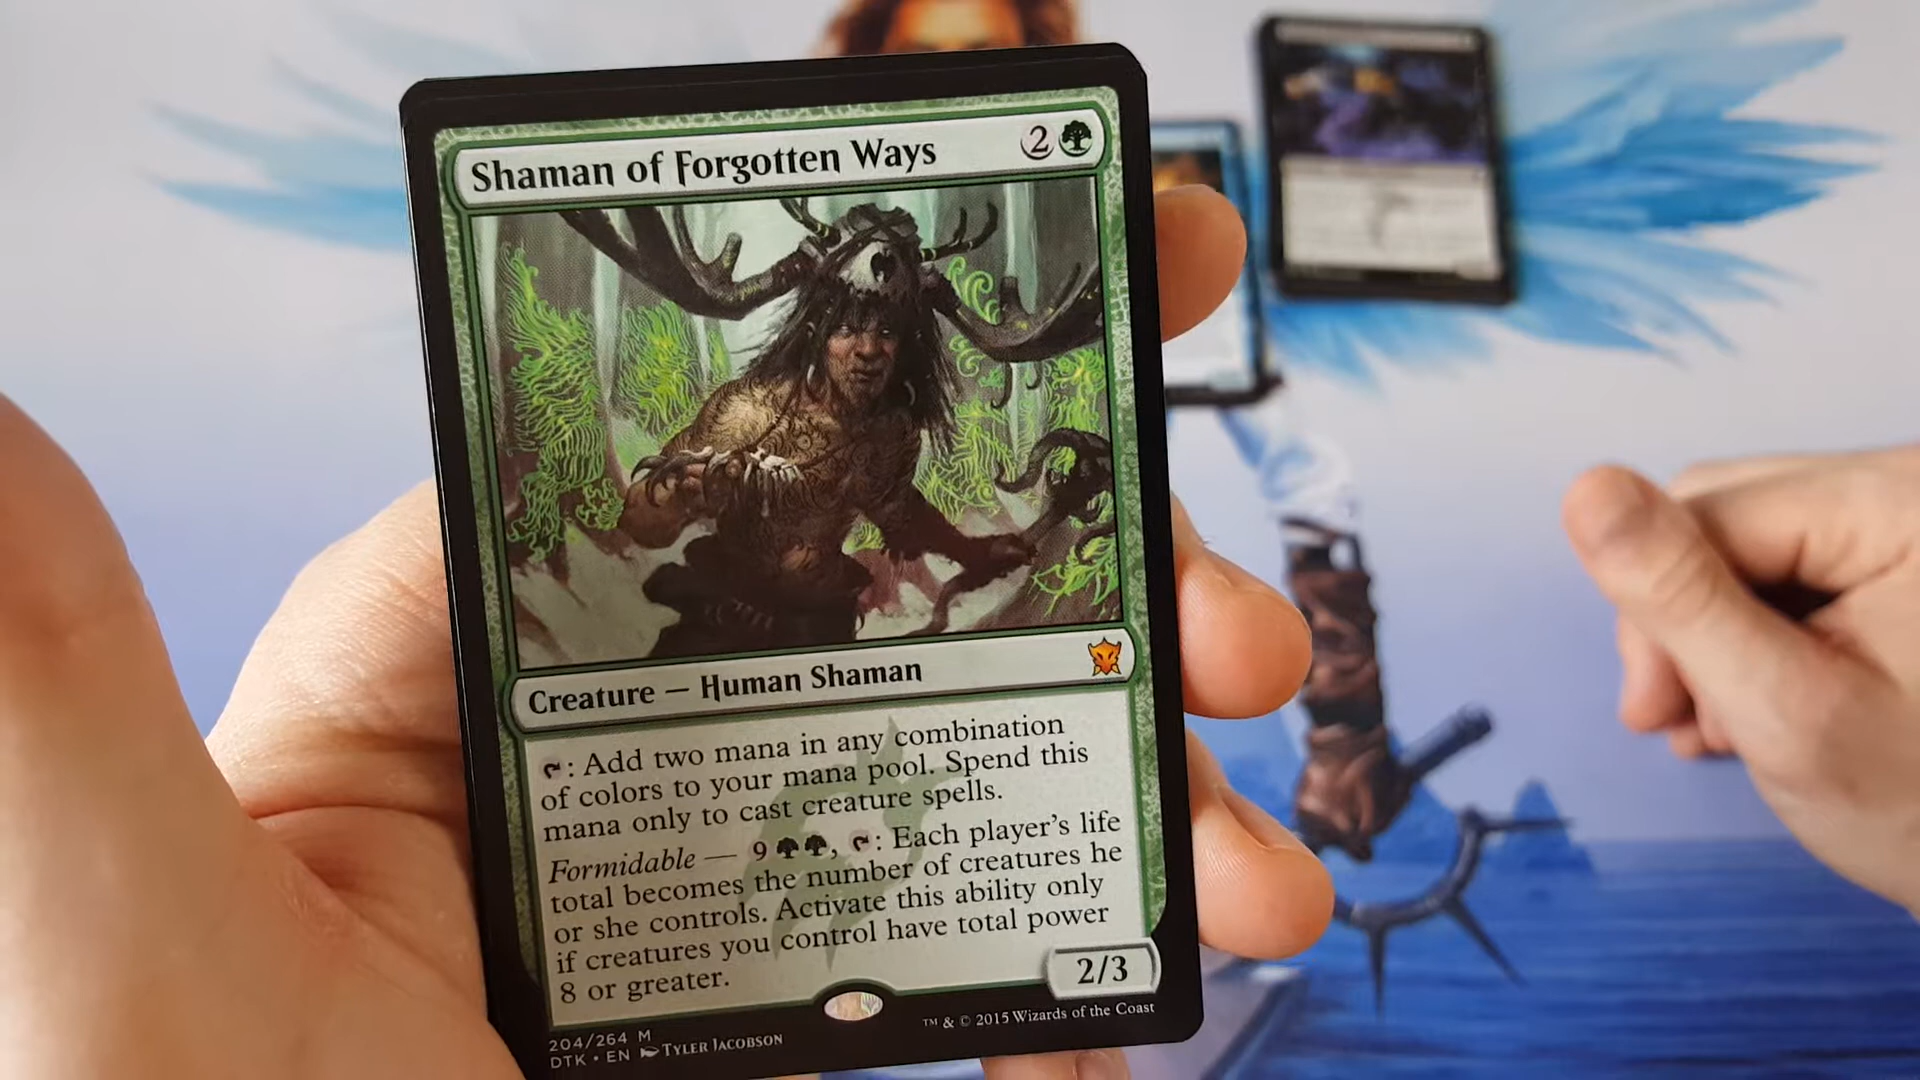 Shaman of Forgotten Ways 2
Creature — Human Shaman
: Add two mana in any combination
of colors to your mana pool. Spend this
mana only to cast creature spells.
Formidable — 9 , : Each player's life
total becomes the number of creatures he
or she controls. Activate this ability only
if creatures you control have total power
8 or greater.
2/3
204/264 M
DTK • EN Tyler Jacobson
™ & © 2015 Wizards of the Coast